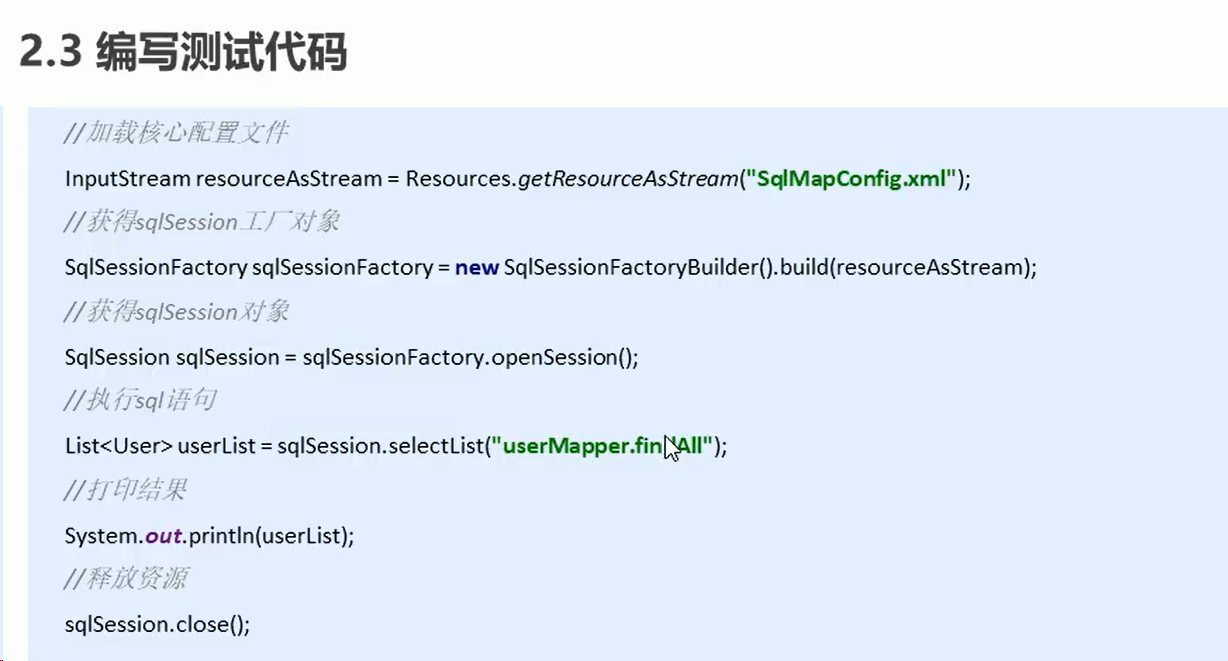 2.3 编写测试代码
//加载核心配置文件
InputStream resourceAsStream = Resources.getResourceAsStream("SqlMapConfig.xml");
//获得sqlSession工厂对象
SqlSessionFactory sqlSessionFactory = new SqlSessionFactoryBuilder().build(resourceAsStream);
//获得sqlSession对象
SqlSession sqlSession = sqlSessionFactory.openSession();
//执行sql语句
List<User> userList = sqlSession.selectList("userMapper.findAll");
//打印结果
System.out.println(userList);
//释放资源
sqlSession.close();